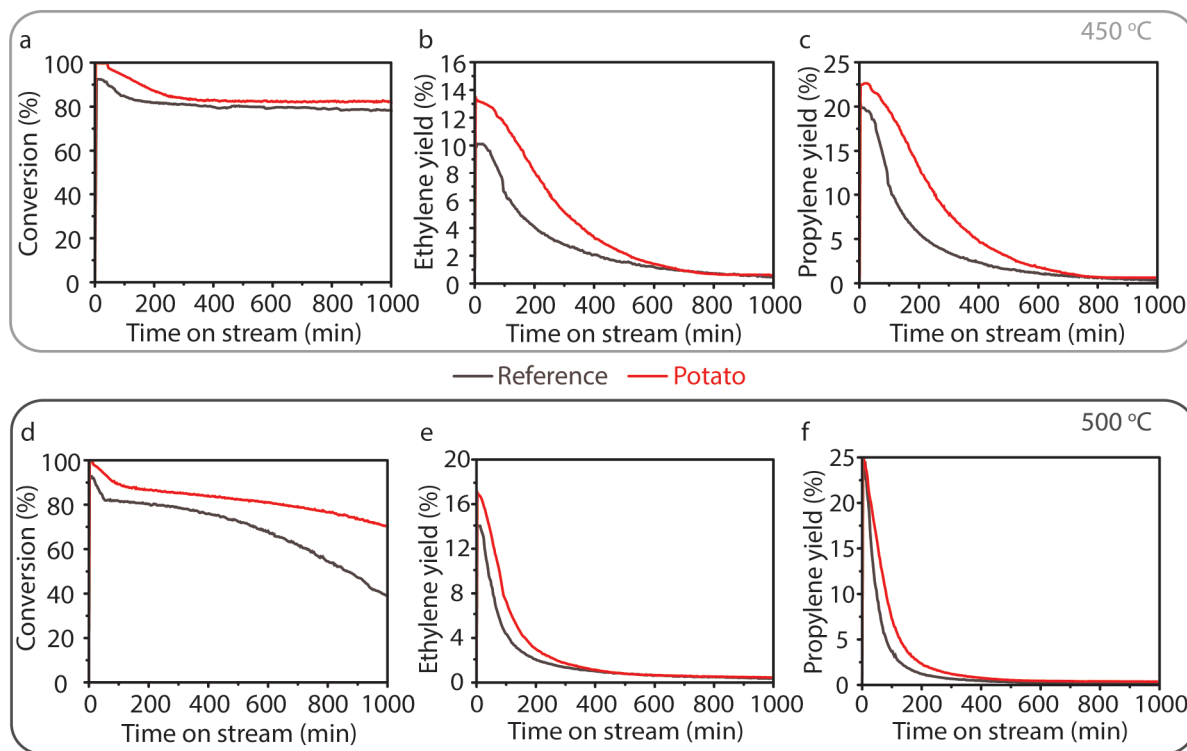 450 °C
a
b
c
Conversion (%)
100
80
60
40
20
0
0 200 400 600 800 1000
Time on stream (min)
Ethylene yield (%)
16
14
12
10
8
6
4
2
0
0 200 400 600 800 1000
Time on stream (min)
Propylene yield (%)
25
20
15
10
5
0
0 200 400 600 800 1000
Time on stream (min)
Reference Potato
500 °C
d
e
f
Conversion (%)
100
80
60
40
20
0
0 200 400 600 800 1000
Time on stream (min)
Ethylene yield (%)
20
16
12
8
4
0
0 200 400 600 800 1000
Time on stream (min)
Propylene yield (%)
25
20
15
10
5
0
0 200 400 600 800 1000
Time on stream (min)